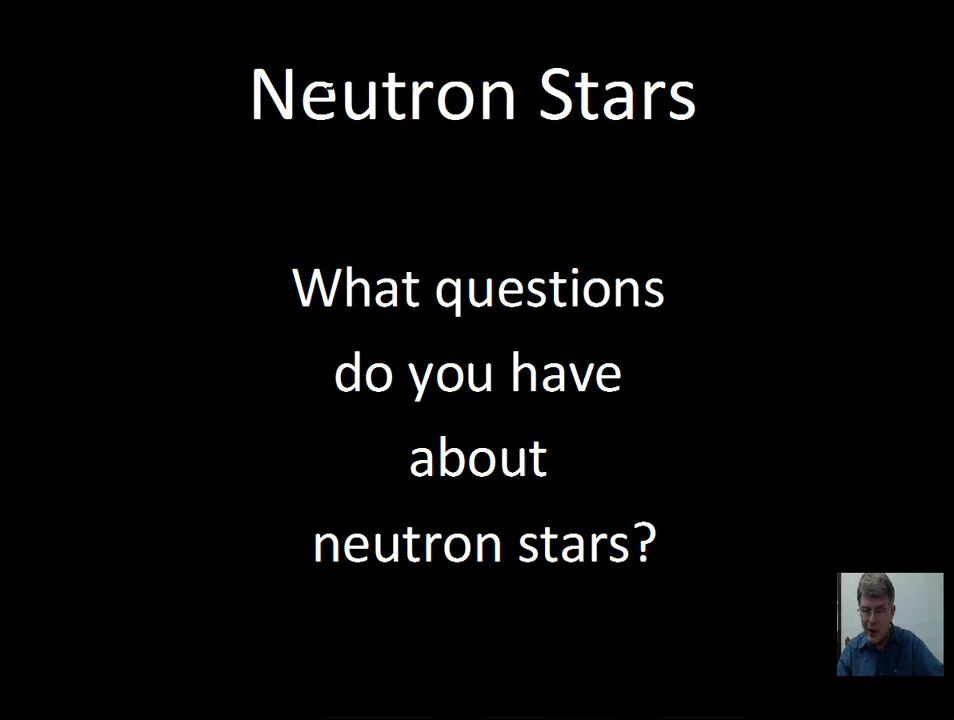 Neutron Stars
What questions
do you have
about
neutron stars?